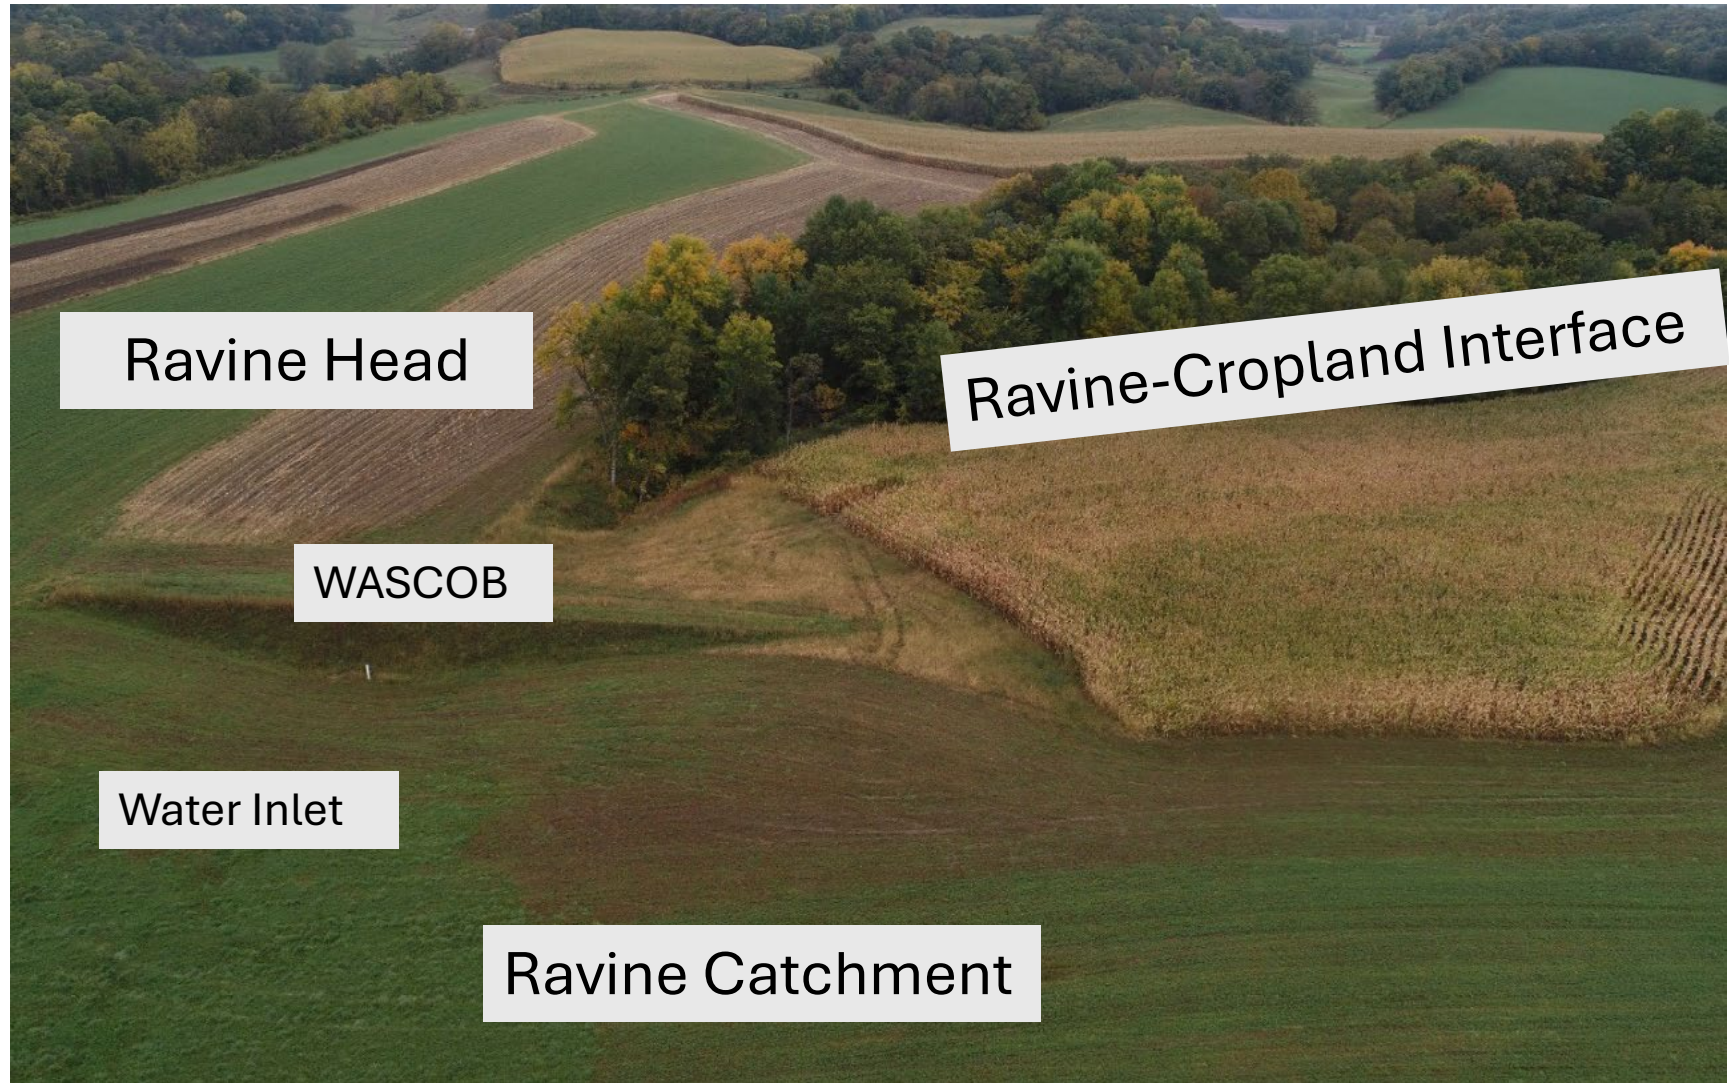 Ravine Head
Ravine-Cropland Interface
WASCOB
Water Inlet
Ravine Catchment